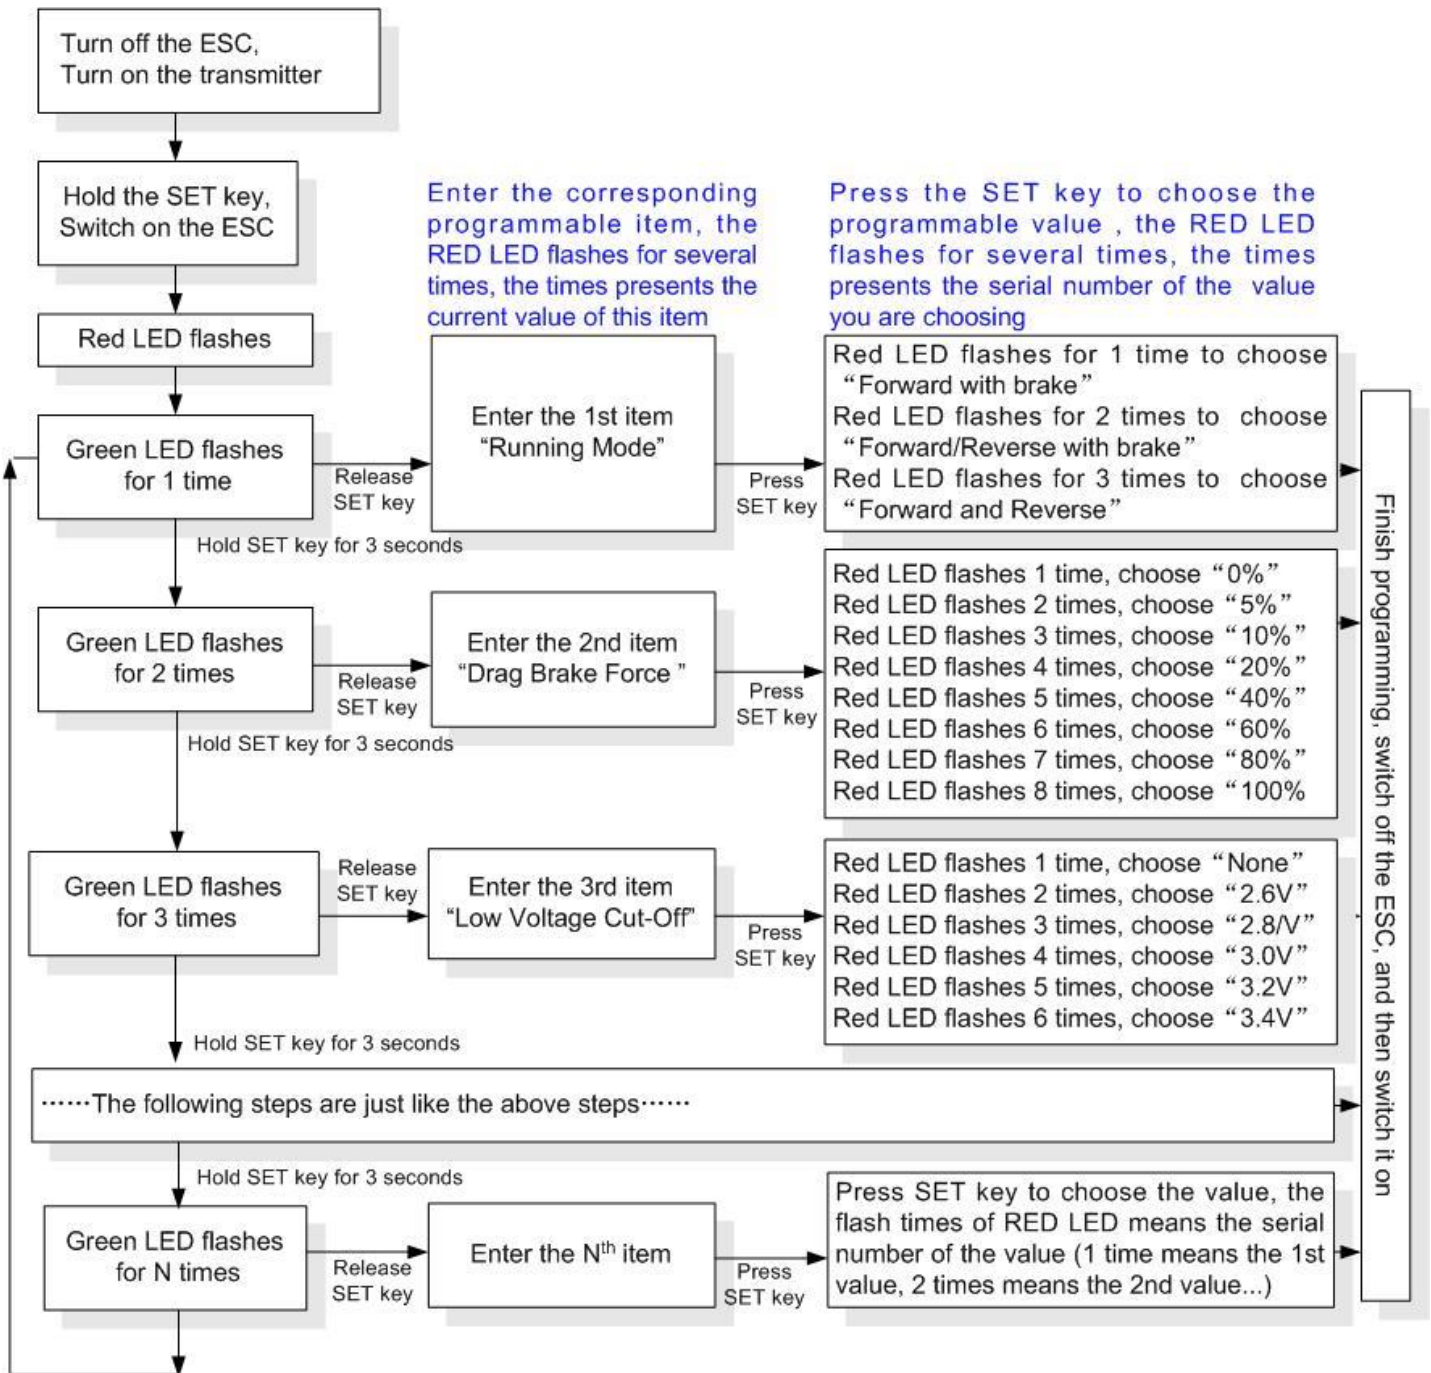 Turn off the ESC,
Turn on the transmitter
Hold the SET key,
Switch on the ESC
Enter the corresponding
programmable item, the
RED LED flashes for several
times, the times presents the
current value of this item
Press the SET key to choose the
programmable value , the RED LED
flashes for several times, the times
presents the serial number of the value
you are choosing
Red LED flashes
Green LED flashes
for 1 time
Release
SET key
Enter the 1st item
“Running Mode”
Press
SET key
Red LED flashes for 1 time to choose
“Forward with brake”
Red LED flashes for 2 times to choose
“Forward/Reverse with brake”
Red LED flashes for 3 times to choose
“Forward and Reverse”
Hold SET key for 3 seconds
Green LED flashes
for 2 times
Release
SET key
Enter the 2nd item
“Drag Brake Force ”
Press
SET key
Red LED flashes 1 time, choose “0%”
Red LED flashes 2 times, choose “5%”
Red LED flashes 3 times, choose “10%”
Red LED flashes 4 times, choose “20%”
Red LED flashes 5 times, choose “40%”
Red LED flashes 6 times, choose “60%
Red LED flashes 7 times, choose “80%”
Red LED flashes 8 times, choose “100%
Hold SET key for 3 seconds
Green LED flashes
for 3 times
Release
SET key
Enter the 3rd item
“Low Voltage Cut-Off”
Press
SET key
Red LED flashes 1 time, choose “None”
Red LED flashes 2 times, choose “2.6V”
Red LED flashes 3 times, choose “2.8/V”
Red LED flashes 4 times, choose “3.0V”
Red LED flashes 5 times, choose “3.2V”
Red LED flashes 6 times, choose “3.4V”
Hold SET key for 3 seconds
······The following steps are just like the above steps······
Hold SET key for 3 seconds
Green LED flashes
for N times
Release
SET key
Enter the Nth item
Press
SET key
Press SET key to choose the value, the
flash times of RED LED means the serial
number of the value (1 time means the 1st
value, 2 times means the 2nd value...)
Finish programming, switch off the ESC, and then switch it on